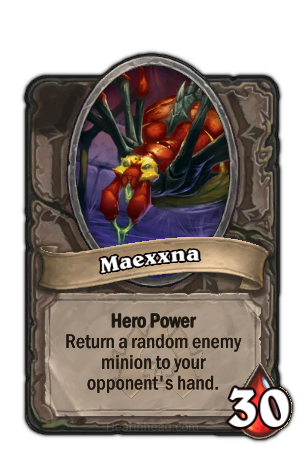 Maexxna
Hero Power
Return a random enemy
minion to your
opponent's hand.
30